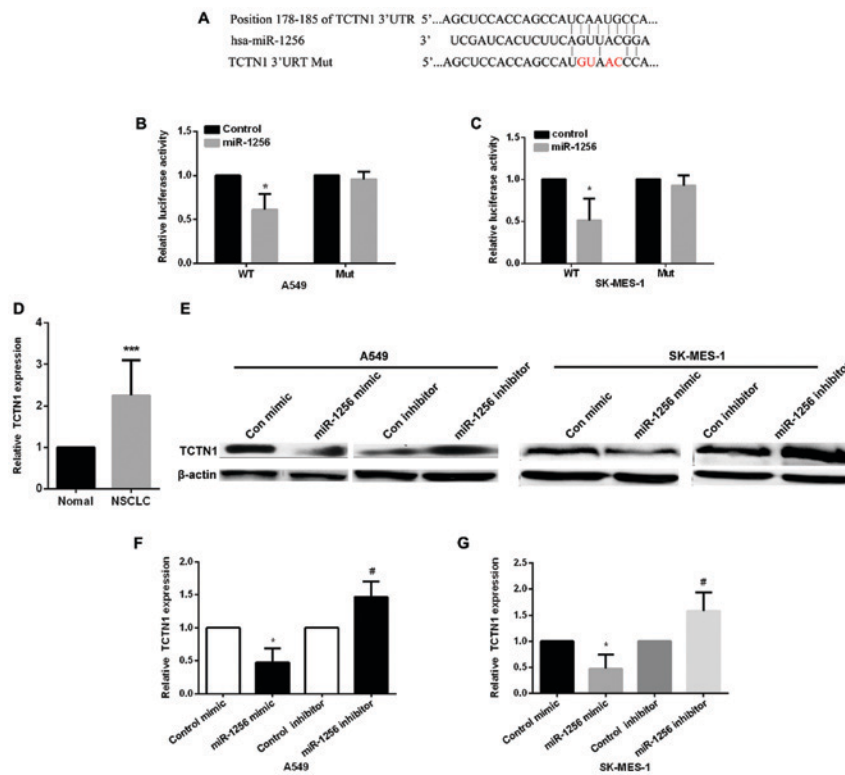 A
Position 178-185 of TCTN1 3'UTR 5'...AGCUCCACCAGCCAUCAAUGCCA...
hsa-miR-1256 3' UCGAUCACUCUUCAGUUACGGA
TCTN1 3'URT Mut 5'...AGCUCCACCAGCCAUGUAACCCA...
B
Control
miR-1256
Relative luciferase activity
1.5
1.0
0.5
0.0
*
WT Mut
A549
C
control
miR-1256
Relative luciferase activity
1.5
1.0
0.5
0.0
*
WT Mut
SK-MES-1
D
Relative TCTN1 expression
4
3
2
1
0
***
Nomal NSCLC
E
A549 SK-MES-1
Con mimic miR-1256 mimic Con inhibitor miR-1256 inhibitor Con mimic miR-1256 mimic Con inhibitor miR-1256 inhibitor
TCTN1
β-actin
F
Relative TCTN1 expression
2.0
1.5
1.0
0.5
0.0
*
#
Control mimic miR-1256 mimic Control inhibitor miR-1256 inhibitor
A549
G
Relative TCTN1 expression
2.5
2.0
1.5
1.0
0.5
0.0
*
#
Control mimic miR-1256 mimic Control inhibitor miR-1256 inhibitor
SK-MES-1